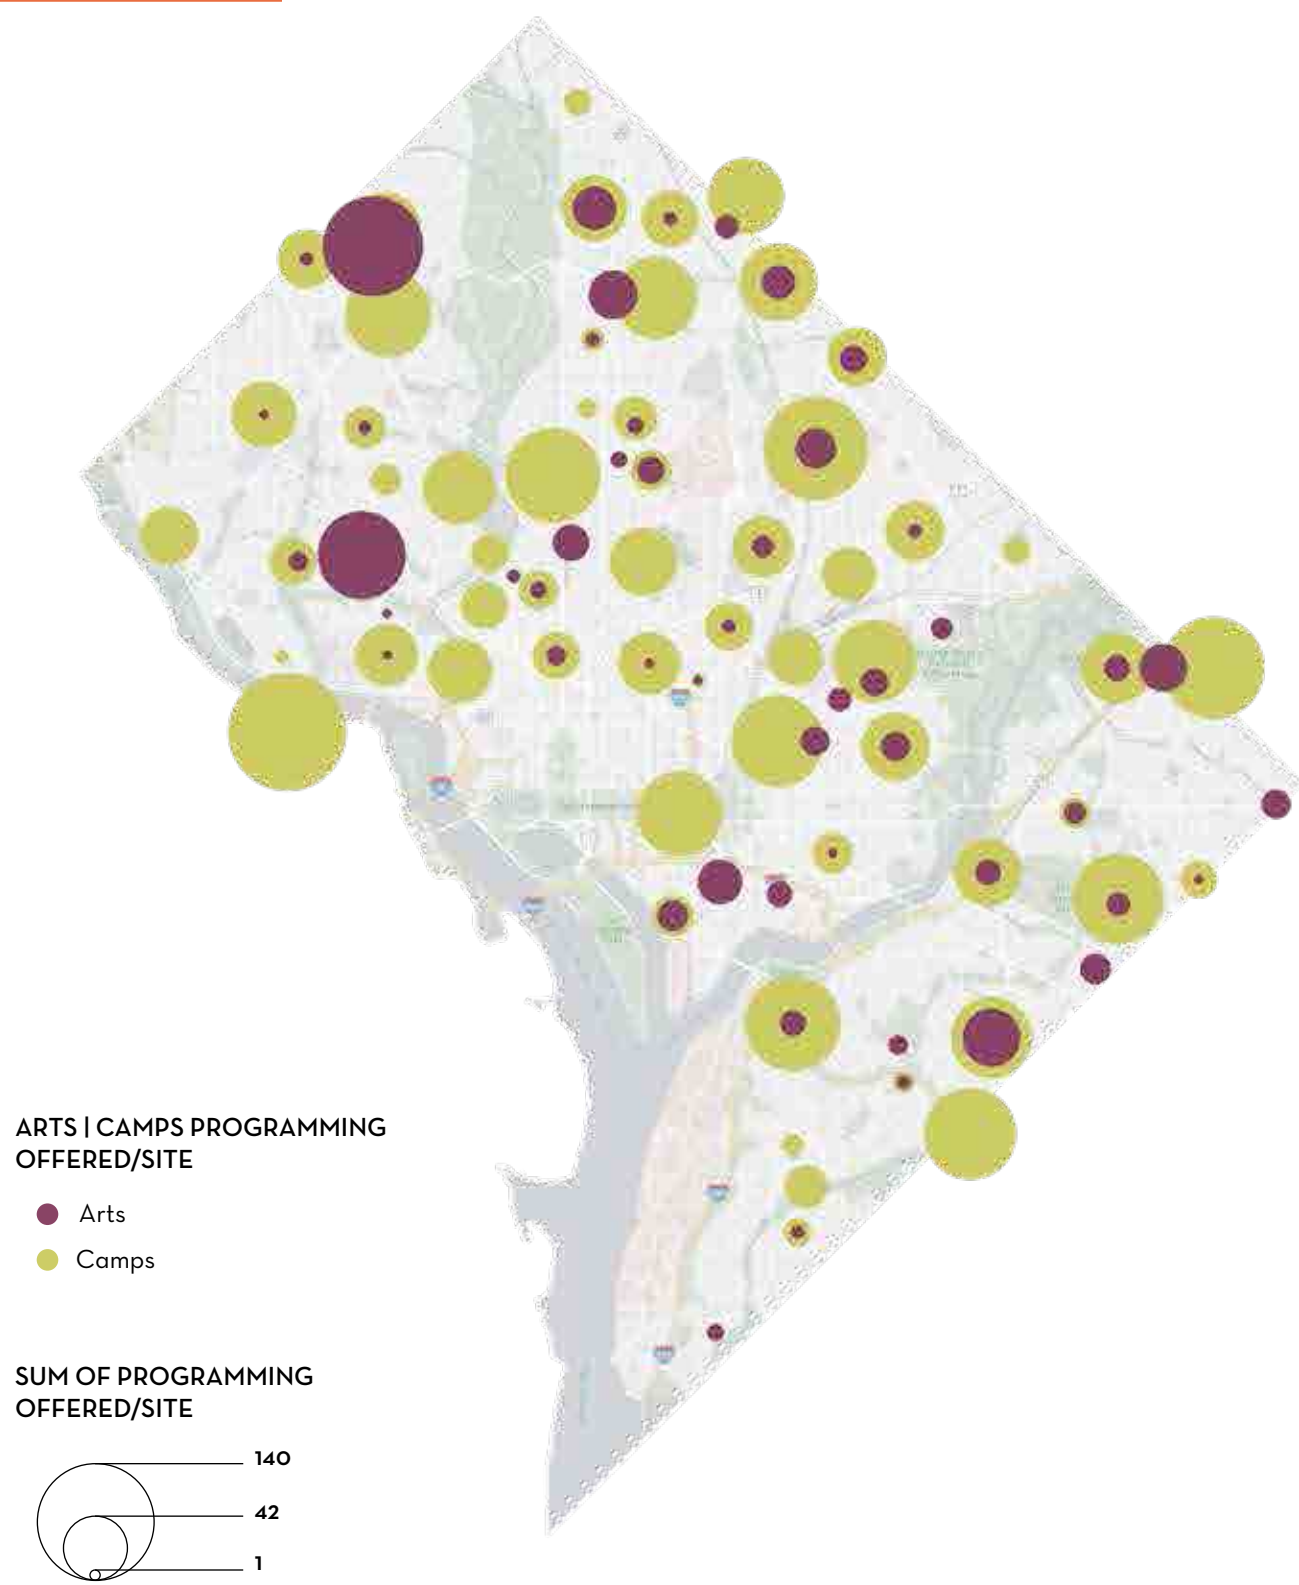 ARTS | CAMPS PROGRAMMING
OFFERED/SITE
Arts
Camps
SUM OF PROGRAMMING
OFFERED/SITE
140
42
1